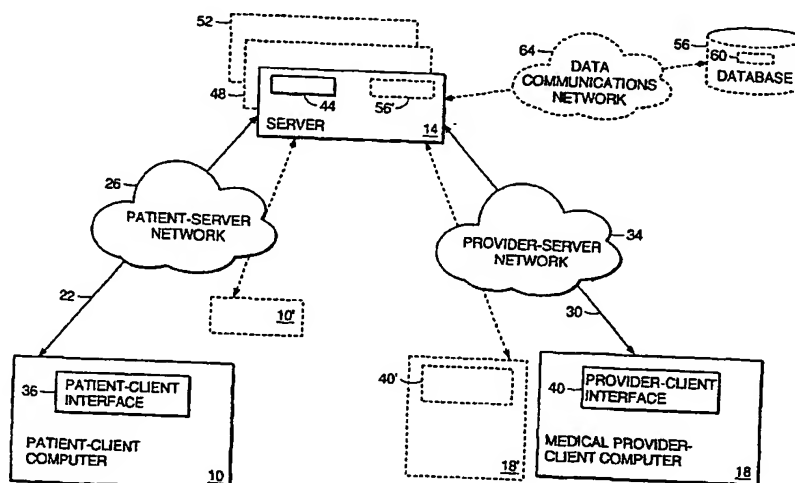 52
48
44
56'
SERVER
14
64
DATA
COMMUNICATIONS
NETWORK
56
60
DATABASE
26
PATIENT-SERVER
NETWORK
PROVIDER-SERVER
NETWORK
34
22
10'
30
36
PATIENT-CLIENT
INTERFACE
PATIENT-CLIENT
COMPUTER
10
40'
18'
40
PROVIDER-CLIENT
INTERFACE
MEDICAL PROVIDER-
CLIENT COMPUTER
18